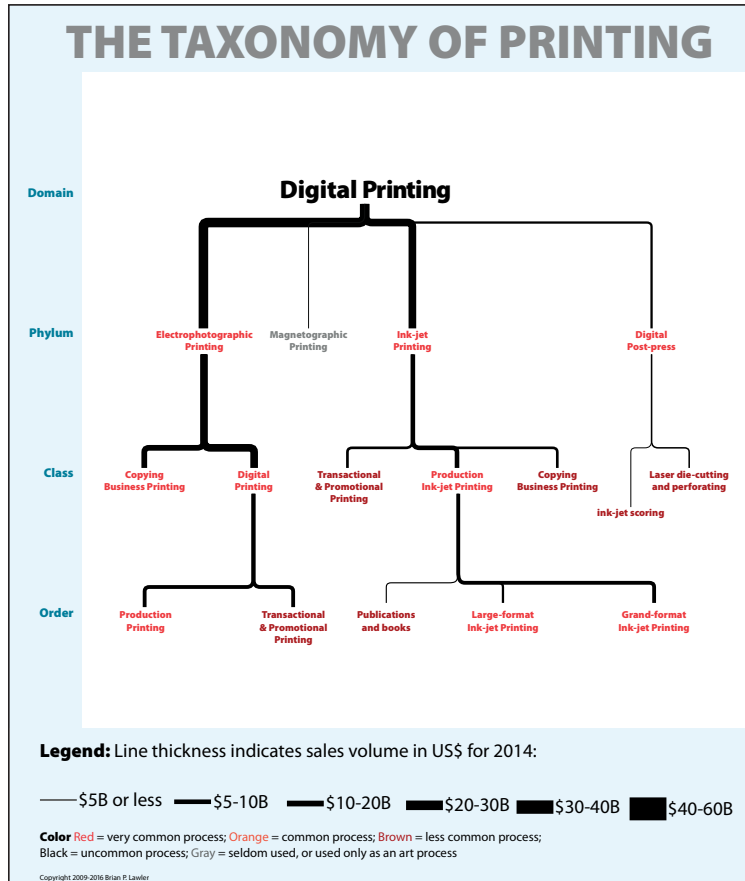 THE TAXONOMY OF PRINTING
Domain
Digital Printing
Phylum
Electrophotographic
Printing
Magnetographic
Printing
Ink-jet
Printing
Digital
Post-press
Class
Copying
Business Printing
Digital
Printing
Transactional
& Promotional
Printing
Production
Ink-jet Printing
Copying
Business Printing
ink-jet scoring
Laser die-cutting
and perforating
Order
Production
Printing
Transactional
& Promotional
Printing
Publications
and books
Large-format
Ink-jet Printing
Grand-format
Ink-jet Printing
Legend: Line thickness indicates sales volume in US$ for 2014:
$5B or less $5-10B $10-20B $20-30B $30-40B $40-60B
Color Red = very common process; Orange = common process; Brown = less common process;
Black = uncommon process; Gray = seldom used, or used only as an art process
Copyright 2009-2016 Brian P. Lawler